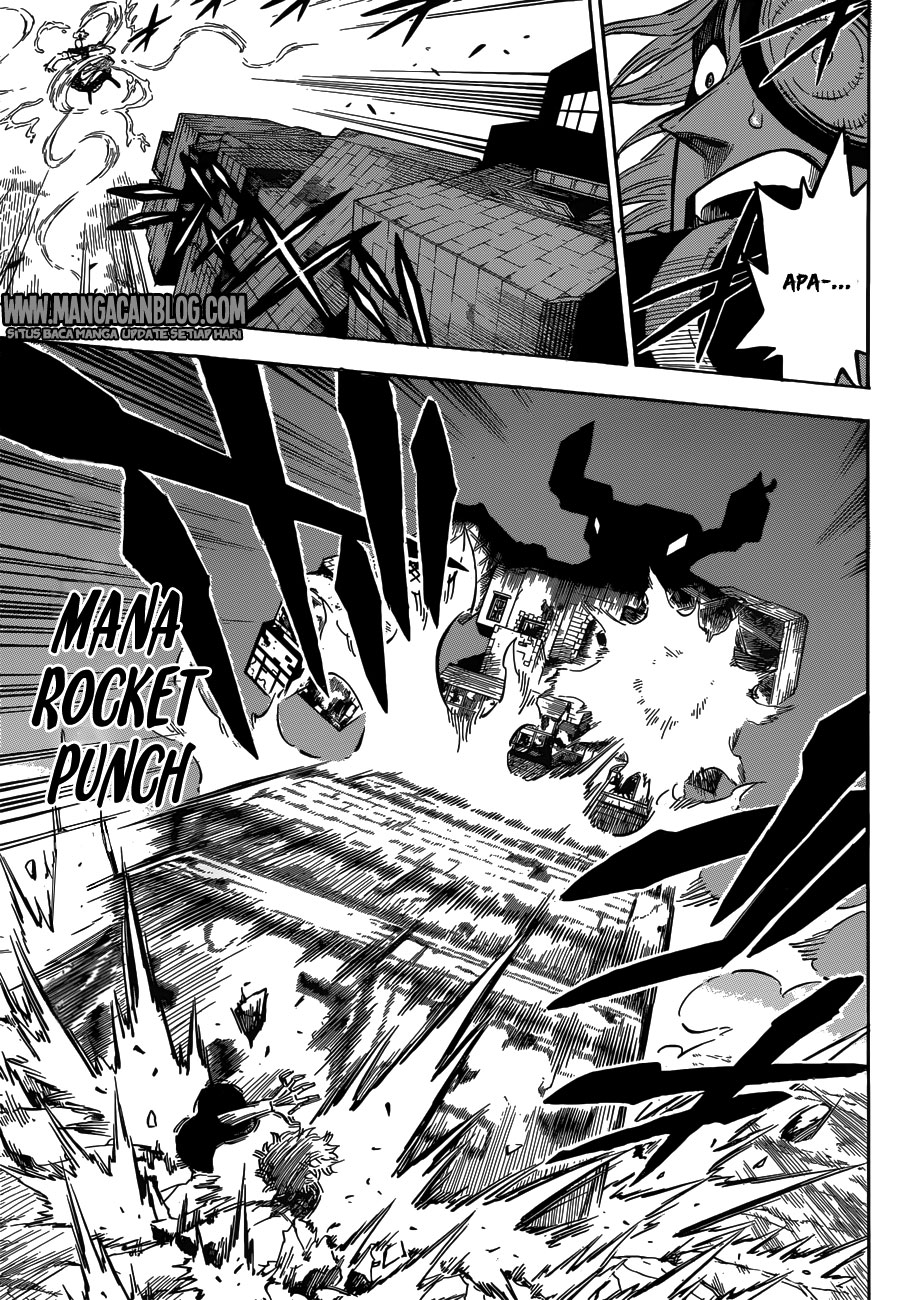 APA-...
WWW.MANGACANBLOG.COM
SITUS BACA MANGA UPDATE SETIAP HARI
MANA
ROCKET
PUNCH